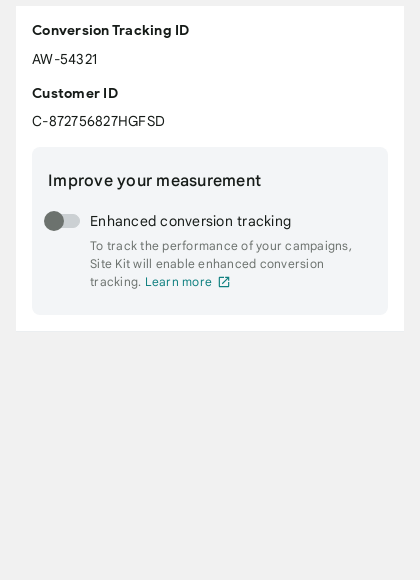 Conversion Tracking ID
AW-54321
Customer ID
C-872756827HGFSD
Improve your measurement
Enhanced conversion tracking
To track the performance of your campaigns,
Site Kit will enable enhanced conversion
tracking. Learn more